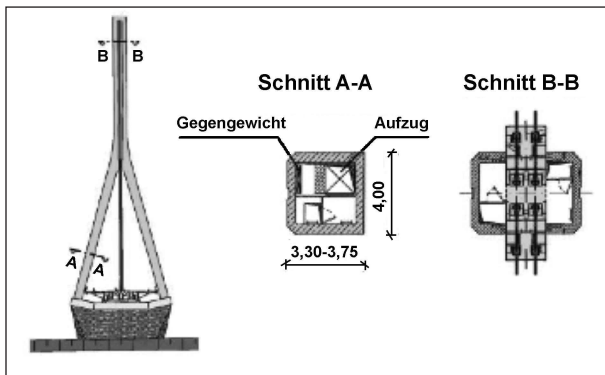 B B
Schnitt A-A
Schnitt B-B
Gegengewicht
Aufzug
4,00
A A
3,30-3,75